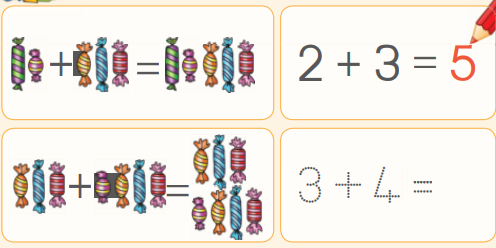 + =
2 + 3 = 5
+ =
3 + 4 =